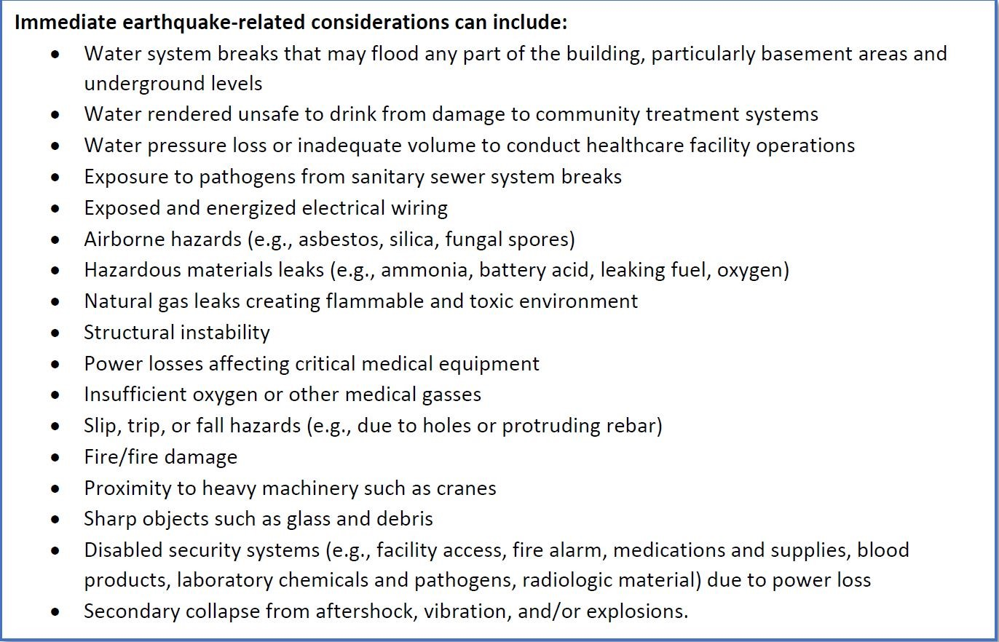 Immediate earthquake-related considerations can include:
• Water system breaks that may flood any part of the building, particularly basement areas and
underground levels
• Water rendered unsafe to drink from damage to community treatment systems
• Water pressure loss or inadequate volume to conduct healthcare facility operations
• Exposure to pathogens from sanitary sewer system breaks
• Exposed and energized electrical wiring
• Airborne hazards (e.g., asbestos, silica, fungal spores)
• Hazardous materials leaks (e.g., ammonia, battery acid, leaking fuel, oxygen)
• Natural gas leaks creating flammable and toxic environment
• Structural instability
• Power losses affecting critical medical equipment
• Insufficient oxygen or other medical gasses
• Slip, trip, or fall hazards (e.g., due to holes or protruding rebar)
• Fire/fire damage
• Proximity to heavy machinery such as cranes
• Sharp objects such as glass and debris
• Disabled security systems (e.g., facility access, fire alarm, medications and supplies, blood
products, laboratory chemicals and pathogens, radiologic material) due to power loss
• Secondary collapse from aftershock, vibration, and/or explosions.